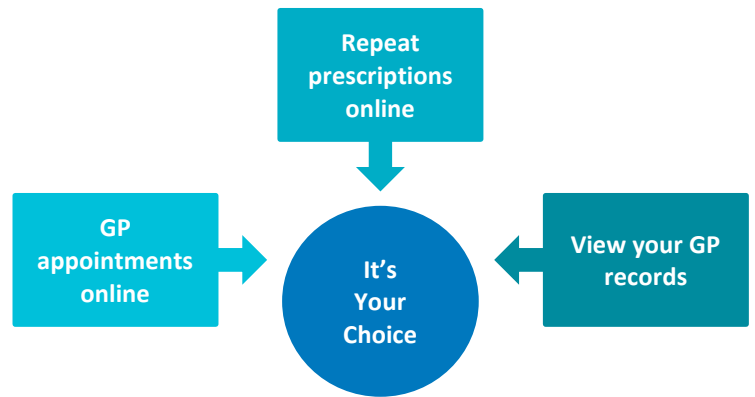 Repeat
prescriptions
online
GP
appointments
online
It’s
Your
Choice
View your GP
records